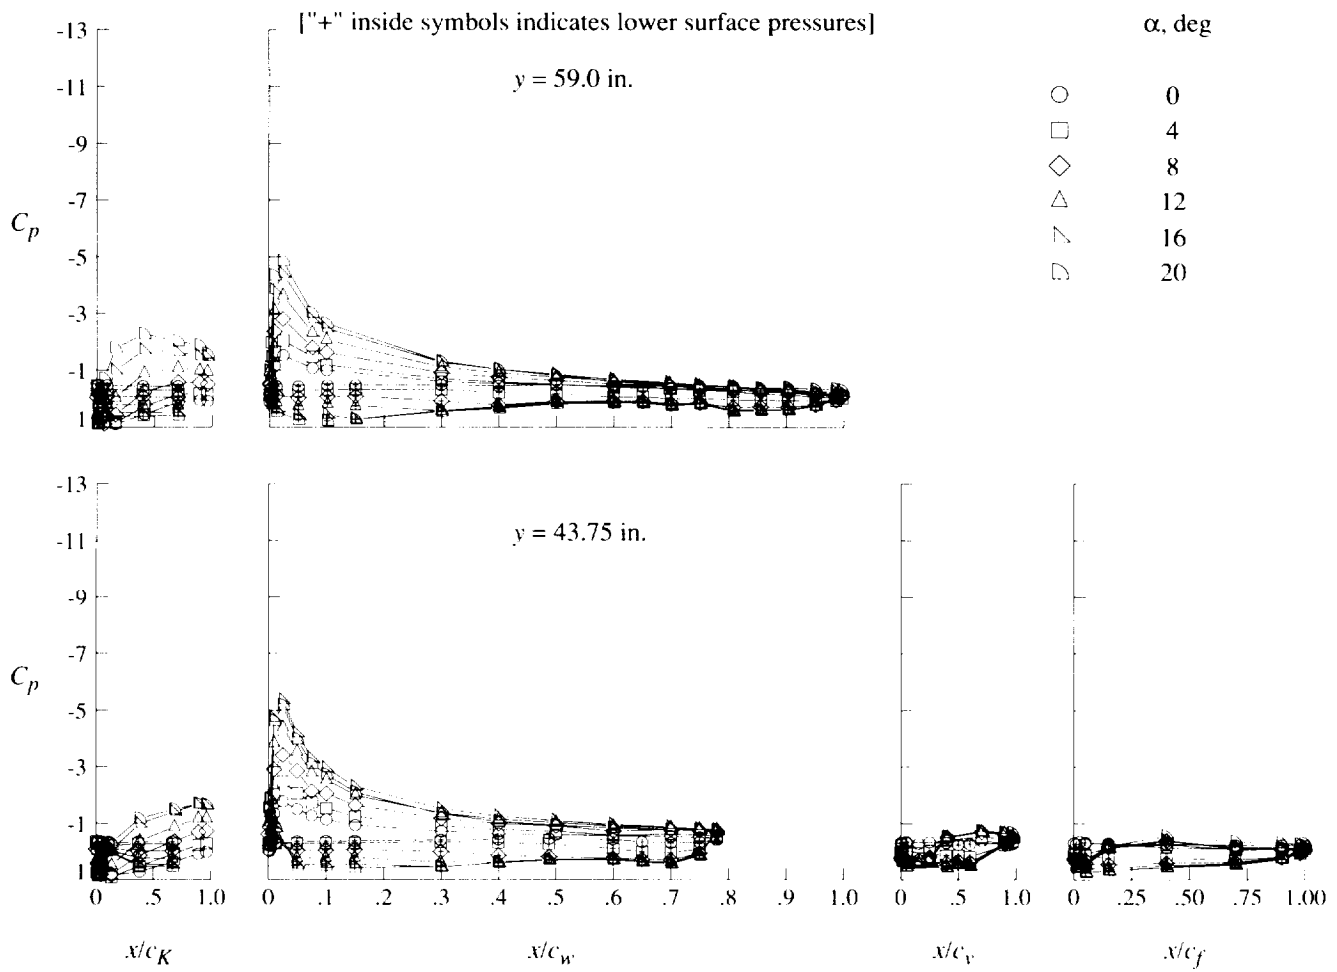 ["+" inside symbols indicates lower surface pressures]
α, deg
0
4
8
12
16
20
y = 59.0 in.
-13
-11
-9
-7
-5
-3
-1
1
C_p
y = 43.75 in.
-13
-11
-9
-7
-5
-3
-1
1
C_p
0 .5 1.0
0 .1 .2 .3 .4 .5 .6 .7 .8 .9 1.0
0 .5 1.0
0 .25 .50 .75 1.00
x/c_K
x/c_w
x/c_v
x/c_f